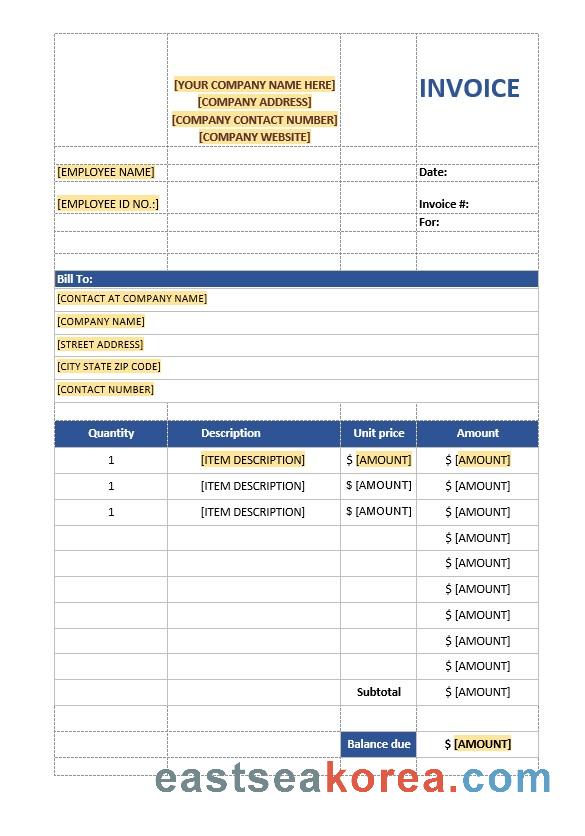 [YOUR COMPANY NAME HERE]
[COMPANY ADDRESS]
[COMPANY CONTACT NUMBER]
[COMPANY WEBSITE]
INVOICE
[EMPLOYEE NAME] Date:
[EMPLOYEE ID NO.:] Invoice #:
For:
Bill To:
[CONTACT AT COMPANY NAME]
[COMPANY NAME]
[STREET ADDRESS]
[CITY STATE ZIP CODE]
[CONTACT NUMBER]
Quantity Description Unit price Amount
1 [ITEM DESCRIPTION] $ [AMOUNT] $ [AMOUNT]
1 [ITEM DESCRIPTION] $ [AMOUNT] $ [AMOUNT]
1 [ITEM DESCRIPTION] $ [AMOUNT] $ [AMOUNT]
$ [AMOUNT]
$ [AMOUNT]
$ [AMOUNT]
$ [AMOUNT]
$ [AMOUNT]
$ [AMOUNT]
Subtotal $ [AMOUNT]
Balance due $ [AMOUNT]
eastseakorea.com